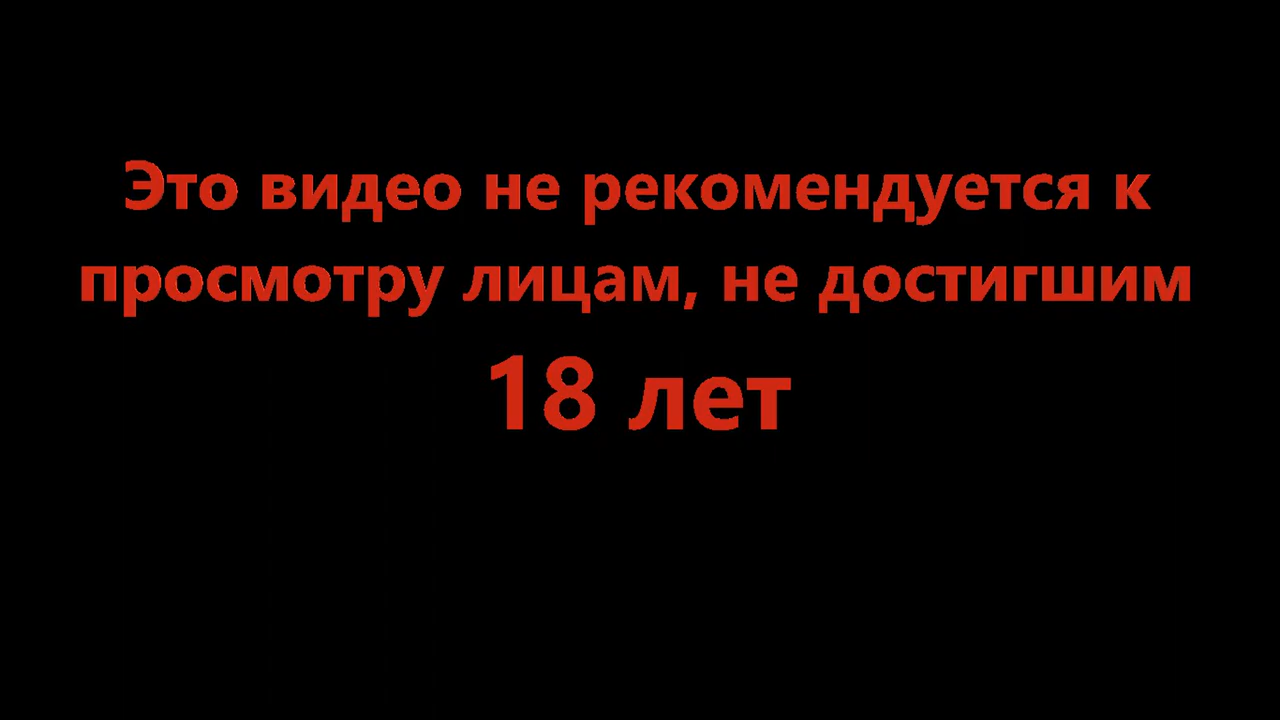 Это видео не рекомендуется к
просмотру лицам, не достигшим
18 лет